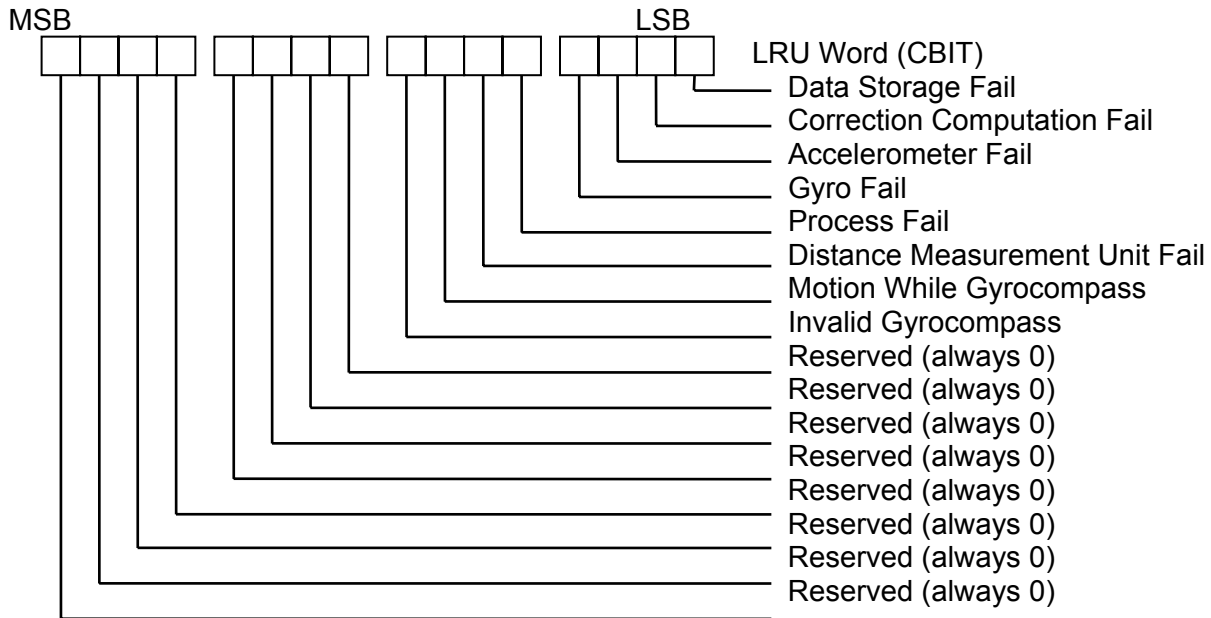 MSB LSB
LRU Word (CBIT)
Data Storage Fail
Correction Computation Fail
Accelerometer Fail
Gyro Fail
Process Fail
Distance Measurement Unit Fail
Motion While Gyrocompass
Invalid Gyrocompass
Reserved (always 0)
Reserved (always 0)
Reserved (always 0)
Reserved (always 0)
Reserved (always 0)
Reserved (always 0)
Reserved (always 0)
Reserved (always 0)